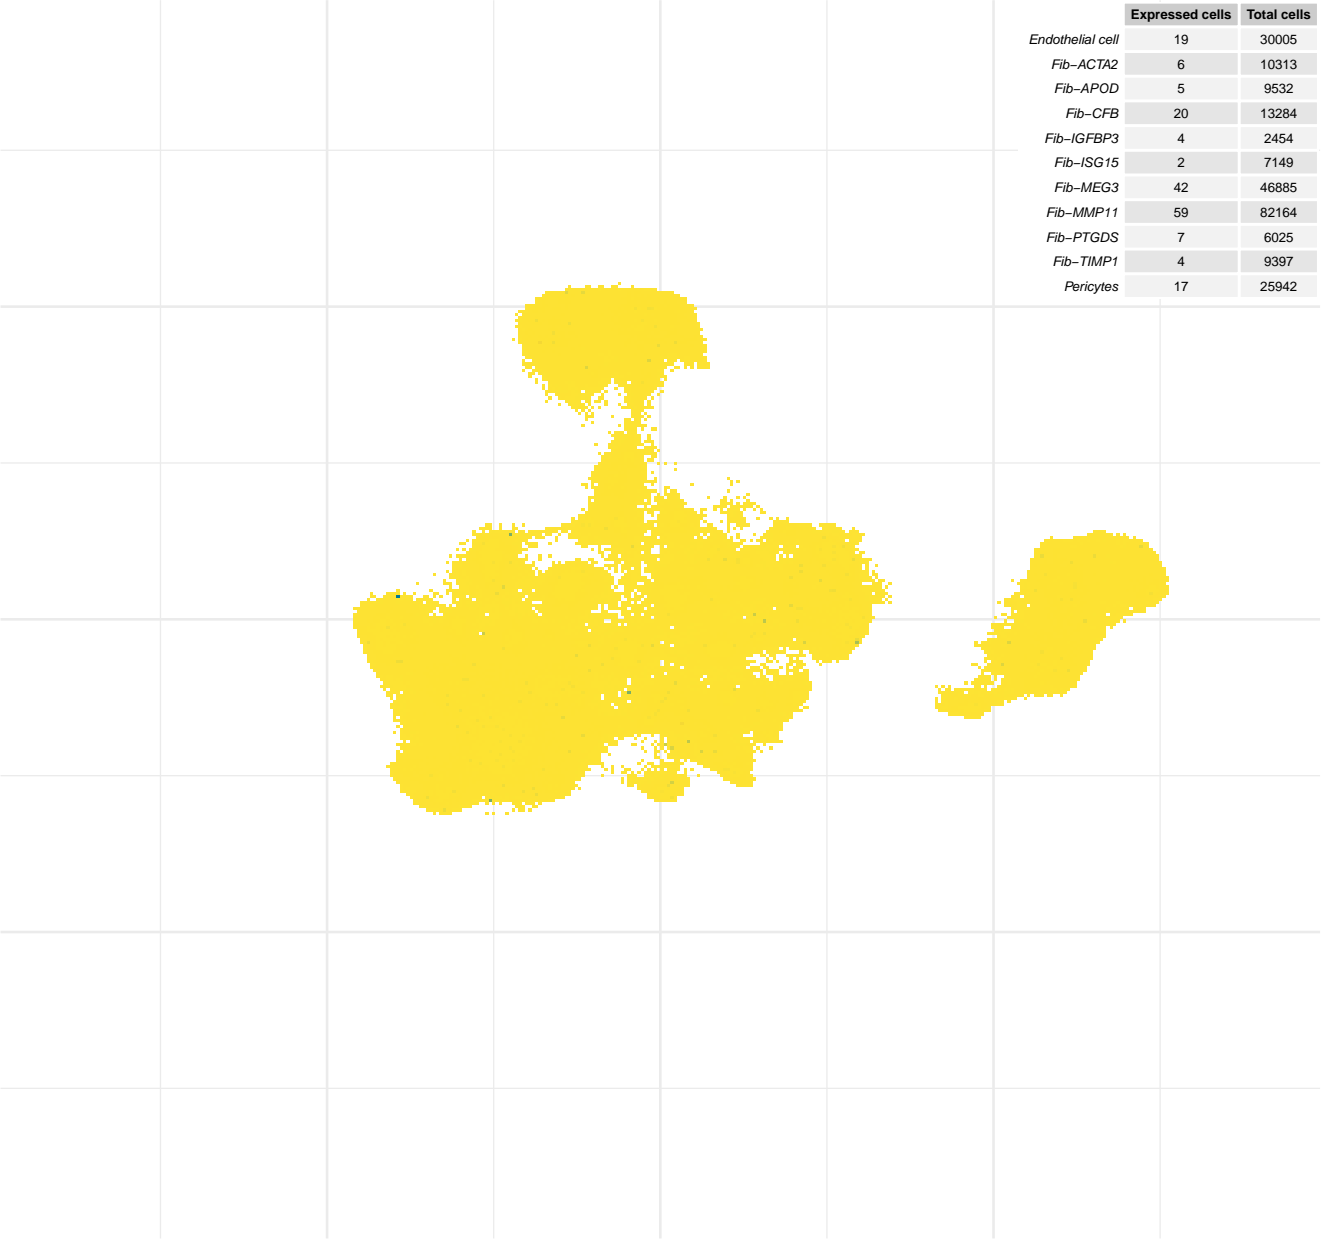 Expressed cells Total cells
Endothelial cell 19 30005
Fib−ACTA2 6 10313
Fib−APOD 5 9532
Fib−CFB 20 13284
Fib−IGFBP3 4 2454
Fib−ISG15 2 7149
Fib−MEG3 42 46885
Fib−MMP11 59 82164
Fib−PTGDS 7 6025
Fib−TIMP1 4 9397
Pericytes 17 25942